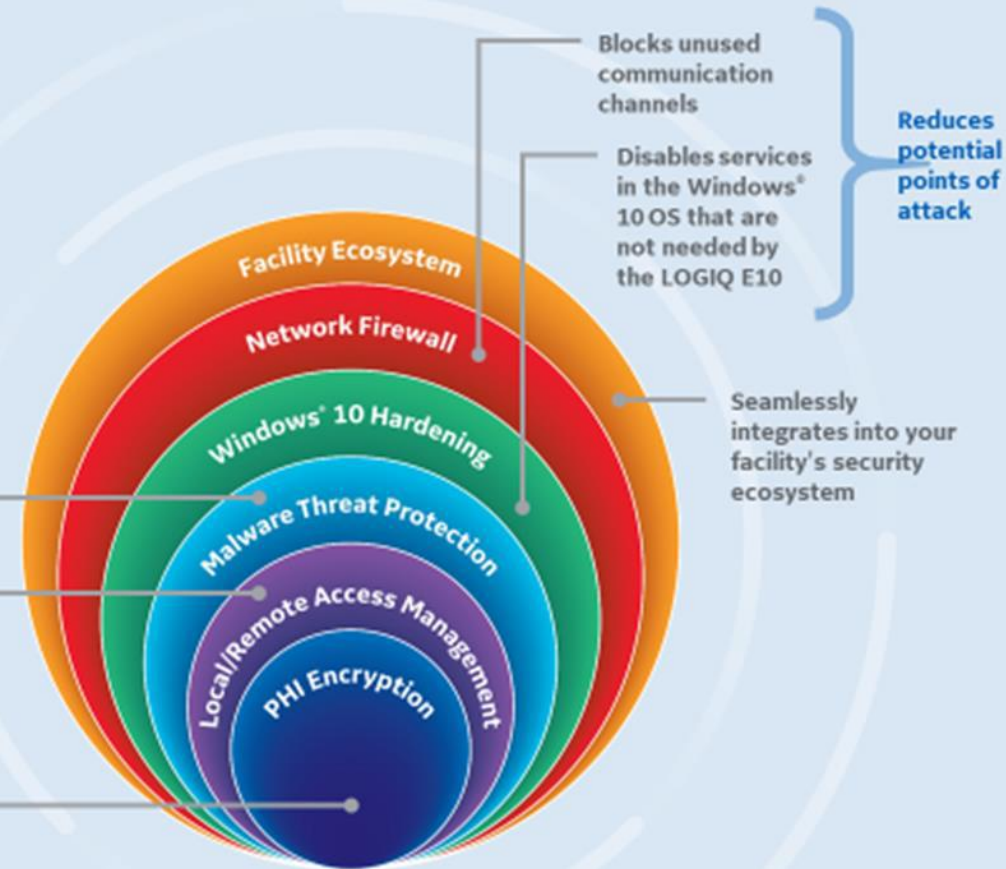 Blocks unused
communication
channels
Disables services
in the Windows®
10 OS that are
not needed by
the LOGIQ E10
Reduces
potential
points of
attack
Seamlessly
integrates into your
facility's security
ecosystem
Facility Ecosystem
Network Firewall
Windows® 10 Hardening
Malware Threat Protection
Local/Remote Access Management
PHI Encryption